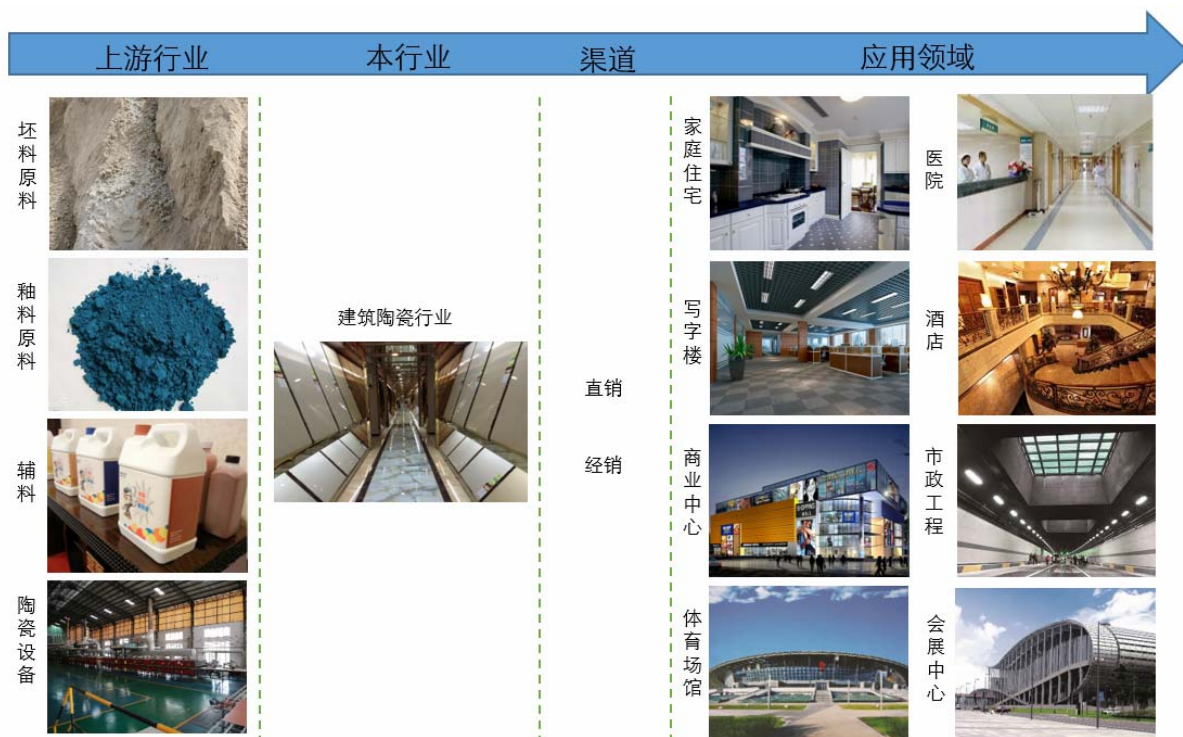 上游行业
本行业
渠道
应用领域
坯料原料
釉料原料
辅料
陶瓷设备
建筑陶瓷行业
直销
经销
家庭住宅
医院
写字楼
酒店
商业中心
市政工程
体育场馆
会展中心